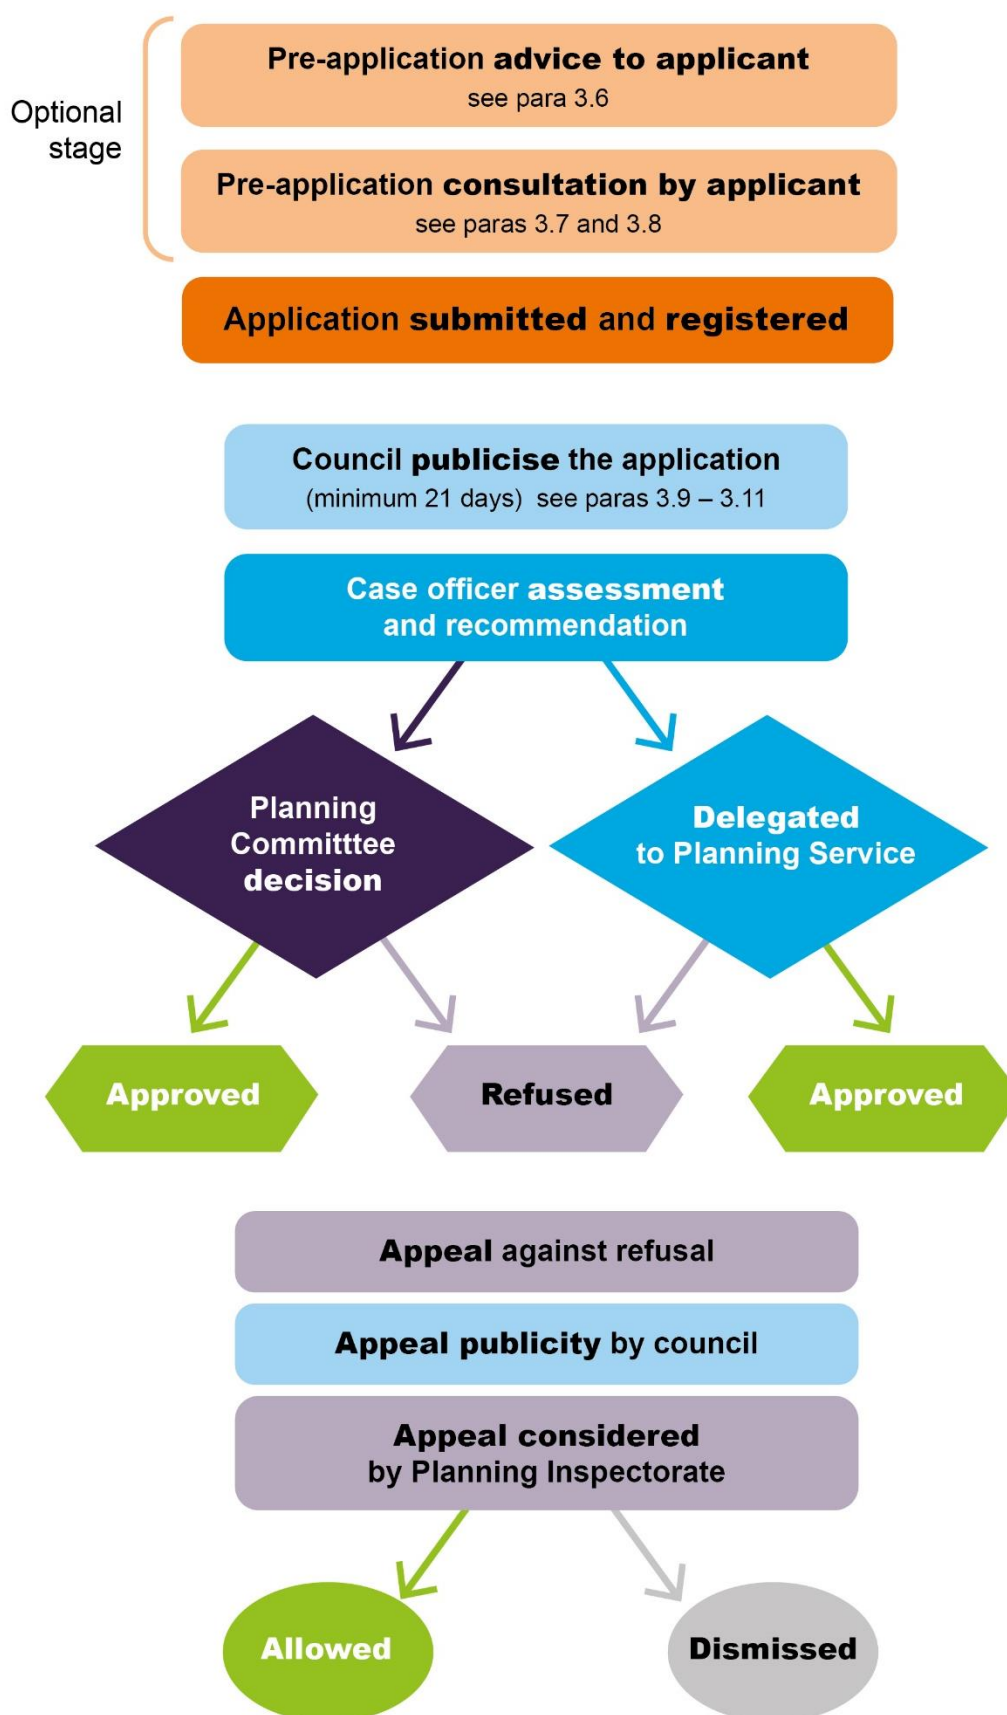 Optional
stage
Pre-application advice to applicant
see para 3.6
Pre-application consultation by applicant
see paras 3.7 and 3.8
Application submitted and registered
Council publicise the application
(minimum 21 days) see paras 3.9 – 3.11
Case officer assessment
and recommendation
Planning
Committtee
decision
Delegated
to Planning Service
Approved
Refused
Approved
Appeal against refusal
Appeal publicity by council
Appeal considered
by Planning Inspectorate
Allowed
Dismissed